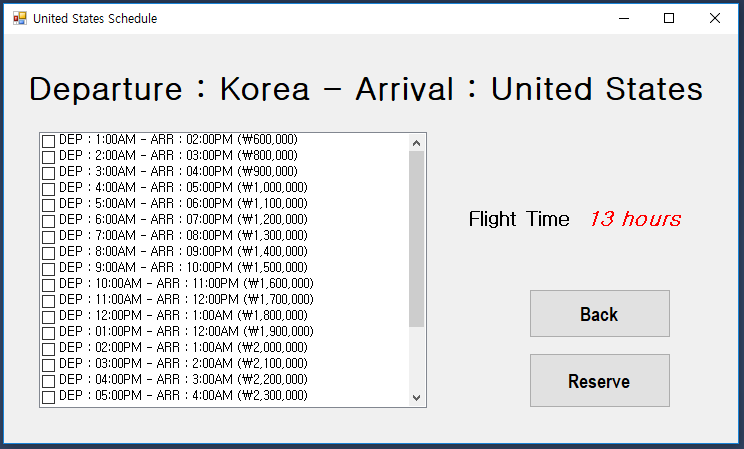 United States Schedule
Departure : Korea - Arrival : United States
DEP : 1:00AM - ARR : 02:00PM (₩600,000)
DEP : 2:00AM - ARR : 03:00PM (₩800,000)
DEP : 3:00AM - ARR : 04:00PM (₩900,000)
DEP : 4:00AM - ARR : 05:00PM (₩1,000,000)
DEP : 5:00AM - ARR : 06:00PM (₩1,100,000)
DEP : 6:00AM - ARR : 07:00PM (₩1,200,000)
DEP : 7:00AM - ARR : 08:00PM (₩1,300,000)
DEP : 8:00AM - ARR : 09:00PM (₩1,400,000)
DEP : 9:00AM - ARR : 10:00PM (₩1,500,000)
DEP : 10:00AM - ARR : 11:00PM (₩1,600,000)
DEP : 11:00AM - ARR : 12:00PM (₩1,700,000)
DEP : 12:00PM - ARR : 1:00AM (₩1,800,000)
DEP : 01:00PM - ARR : 12:00AM (₩1,900,000)
DEP : 02:00PM - ARR : 1:00AM (₩2,000,000)
DEP : 03:00PM - ARR : 2:00AM (₩2,100,000)
DEP : 04:00PM - ARR : 3:00AM (₩2,200,000)
DEP : 05:00PM - ARR : 4:00AM (₩2,300,000)
Flight Time 13 hours
Back
Reserve